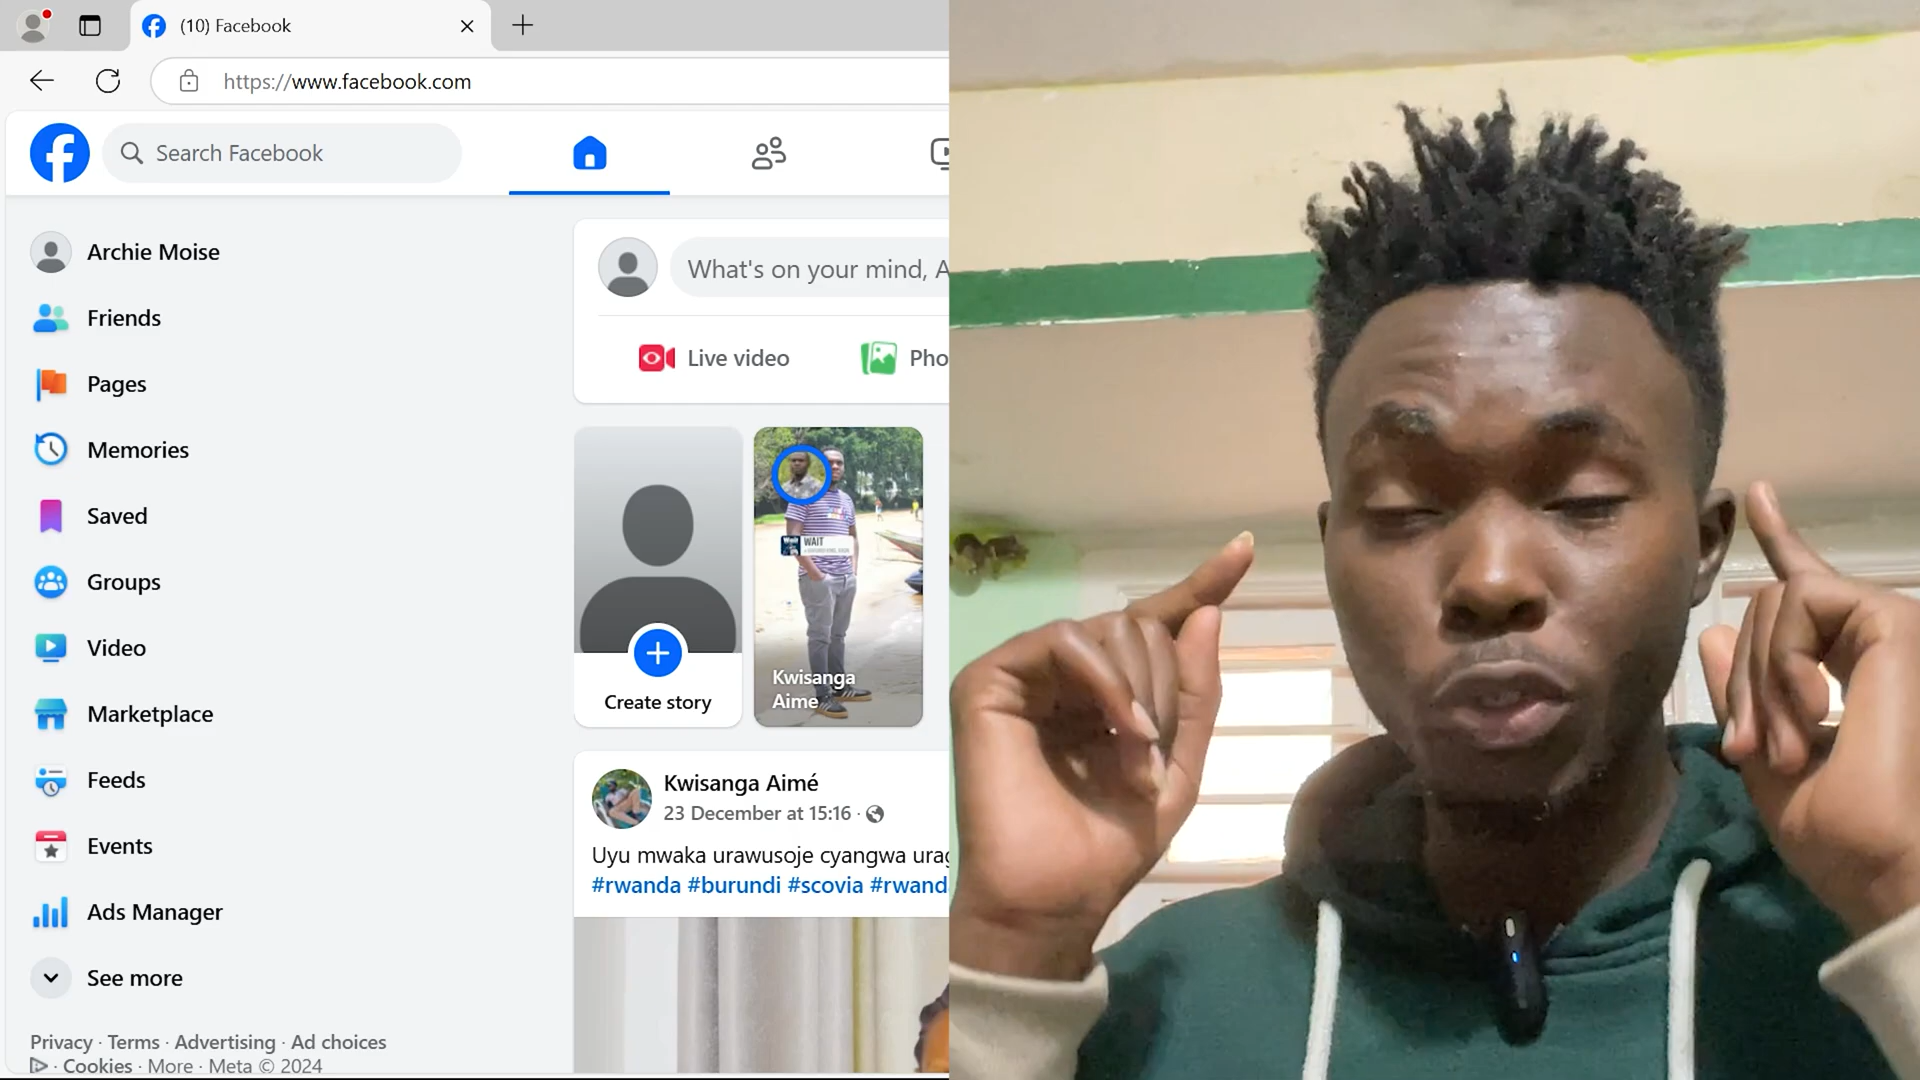 (10) Facebook
https://www.facebook.com
Search Facebook
Archie Moise
Friends
Pages
Memories
Saved
Groups
Video
Marketplace
Feeds
Events
Ads Manager
See more
Privacy · Terms · Advertising · Ad choices
· Cookies · More · Meta © 2024
What's on your mind, A
Live video
Pho
Create story
WAIT
Kwisanga
Aime
Kwisanga Aimé
23 December at 15:16 ·
Uyu mwaka urawusoje cyangwa urag
#rwanda #burundi #scovia #rwand